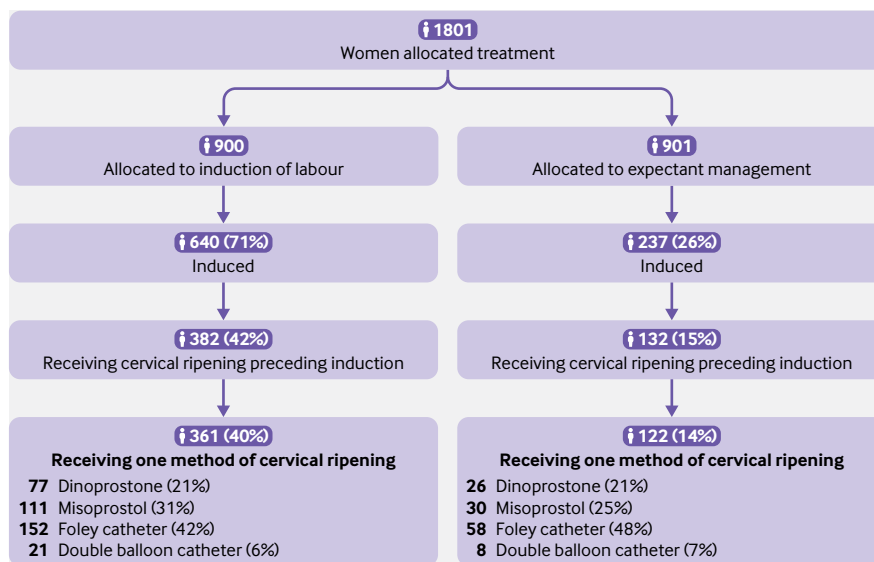 1801
Women allocated treatment
900
Allocated to induction of labour
901
Allocated to expectant management
640 (71%)
Induced
237 (26%)
Induced
382 (42%)
Receiving cervical ripening preceding induction
132 (15%)
Receiving cervical ripening preceding induction
361 (40%)
Receiving one method of cervical ripening
77 Dinoprostone (21%)
111 Misoprostol (31%)
152 Foley catheter (42%)
21 Double balloon catheter (6%)
122 (14%)
Receiving one method of cervical ripening
26 Dinoprostone (21%)
30 Misoprostol (25%)
58 Foley catheter (48%)
8 Double balloon catheter (7%)